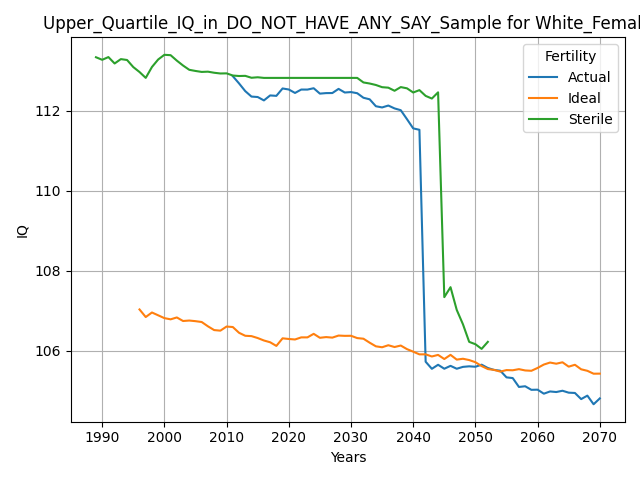 Upper_Quartile_IQ_in_DO_NOT_HAVE_ANY_SAY_Sample for White_Femal
Fertility
Actual
Ideal
Sterile
112
110
108
106
IQ
1990 2000 2010 2020 2030 2040 2050 2060 2070
Years